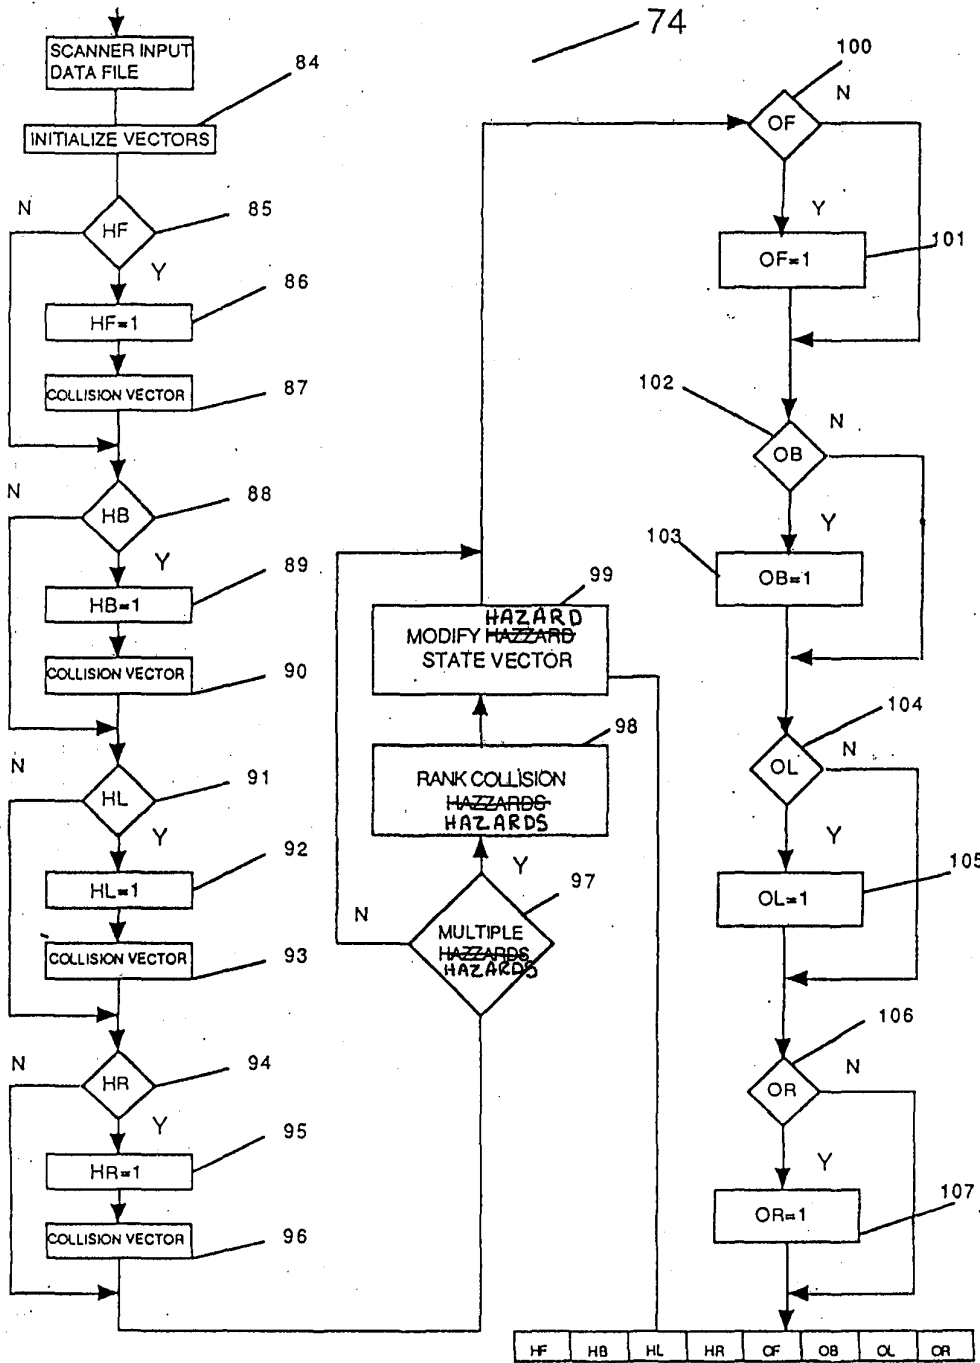 74
SCANNER INPUT
DATA FILE
84
INITIALIZE VECTORS
N
HF
85
Y
86
HF=1
COLLISION VECTOR
87
N
HB
88
Y
89
HB=1
COLLISION VECTOR
90
N
HL
91
Y
92
HL=1
COLLISION VECTOR
93
N
HR
94
Y
95
HR=1
COLLISION VECTOR
96
99
HAZARD
MODIFY HAZZARD
STATE VECTOR
98
RANK COLLISION
HAZZARDS
HAZARDS
Y
97
N
MULTIPLE
HAZZARDS
HAZARDS
100
N
OF
Y
101
OF=1
102
N
OB
Y
103
OB=1
104
N
OL
Y
105
OL=1
106
N
OR
Y
107
OR=1
HF HB HL HR OF OB OL OR